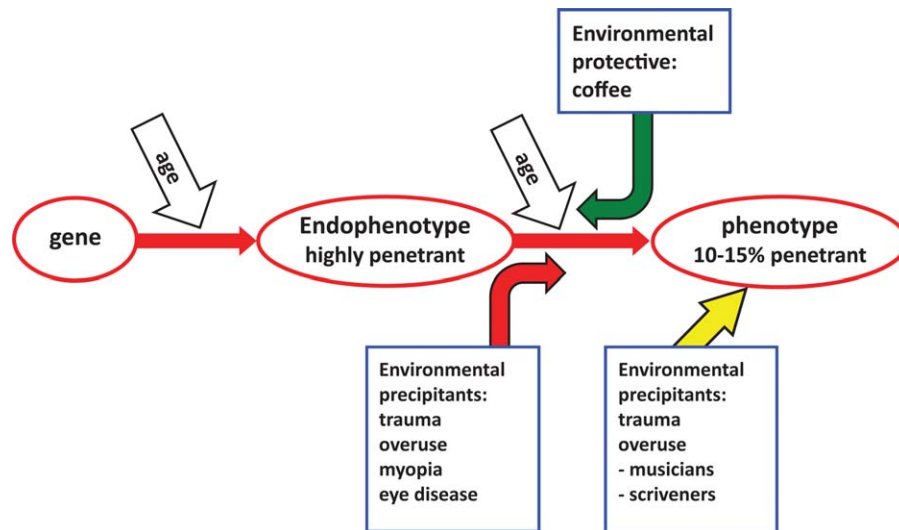 Environmental
protective:
coffee
age
age
gene
Endophenotype
highly penetrant
phenotype
10-15% penetrant
Environmental
precipitants:
trauma
overuse
myopia
eye disease
Environmental
precipitants:
trauma
overuse
- musicians
- scriveners